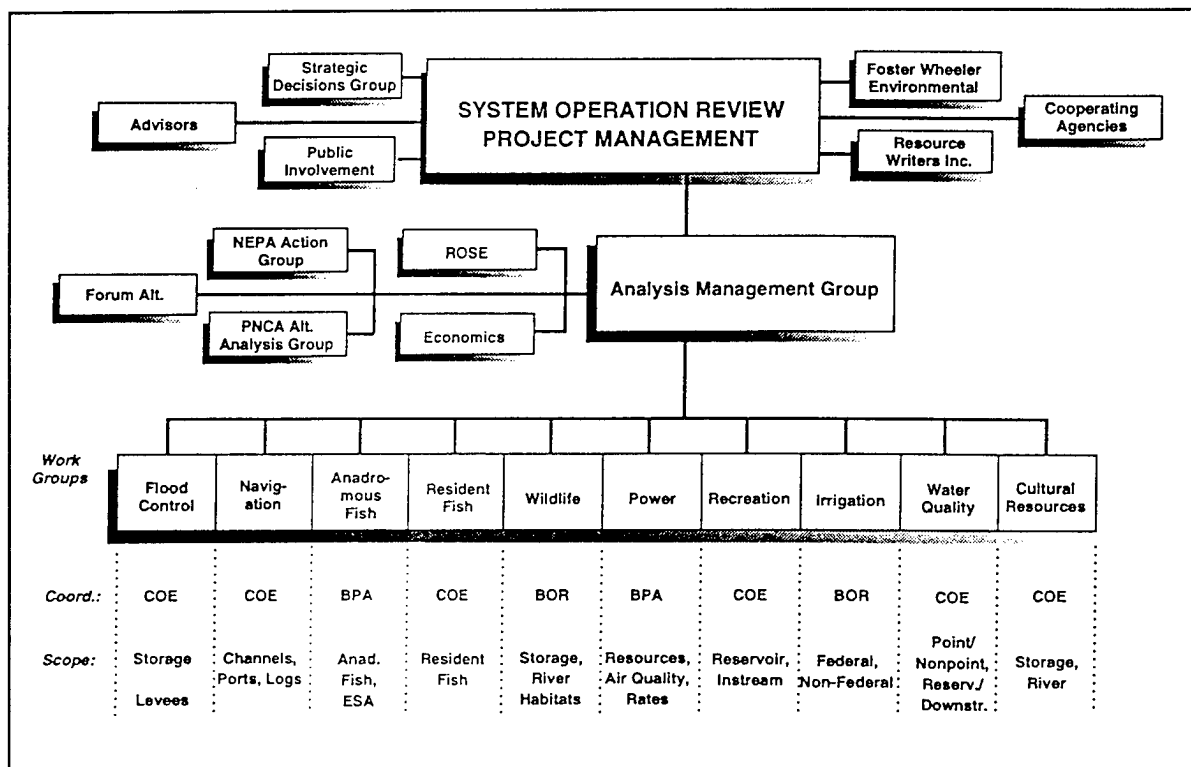 Strategic
Decisions Group
Advisors
Public
Involvement
SYSTEM OPERATION REVIEW
PROJECT MANAGEMENT
Foster Wheeler
Environmental
Cooperating
Agencies
Resource
Writers Inc.
NEPA Action
Group
ROSE
Forum Alt.
PNCA Alt.
Analysis Group
Economics
Analysis Management Group
Work
Groups
Flood
Control
Navig-
ation
Anadro-
mous
Fish
Resident
Fish
Wildlife
Power
Recreation
Irrigation
Water
Quality
Cultural
Resources
Coord.:
COE
COE
BPA
COE
BOR
BPA
COE
BOR
COE
COE
Scope:
Storage
Levees
Channels,
Ports, Logs
Anad.
Fish,
ESA
Resident
Fish
Storage,
River
Habitats
Resources,
Air Quality,
Rates
Reservoir,
Instream
Federal,
Non-Federal
Point/
Nonpoint,
Reserv./
Downstr.
Storage,
River